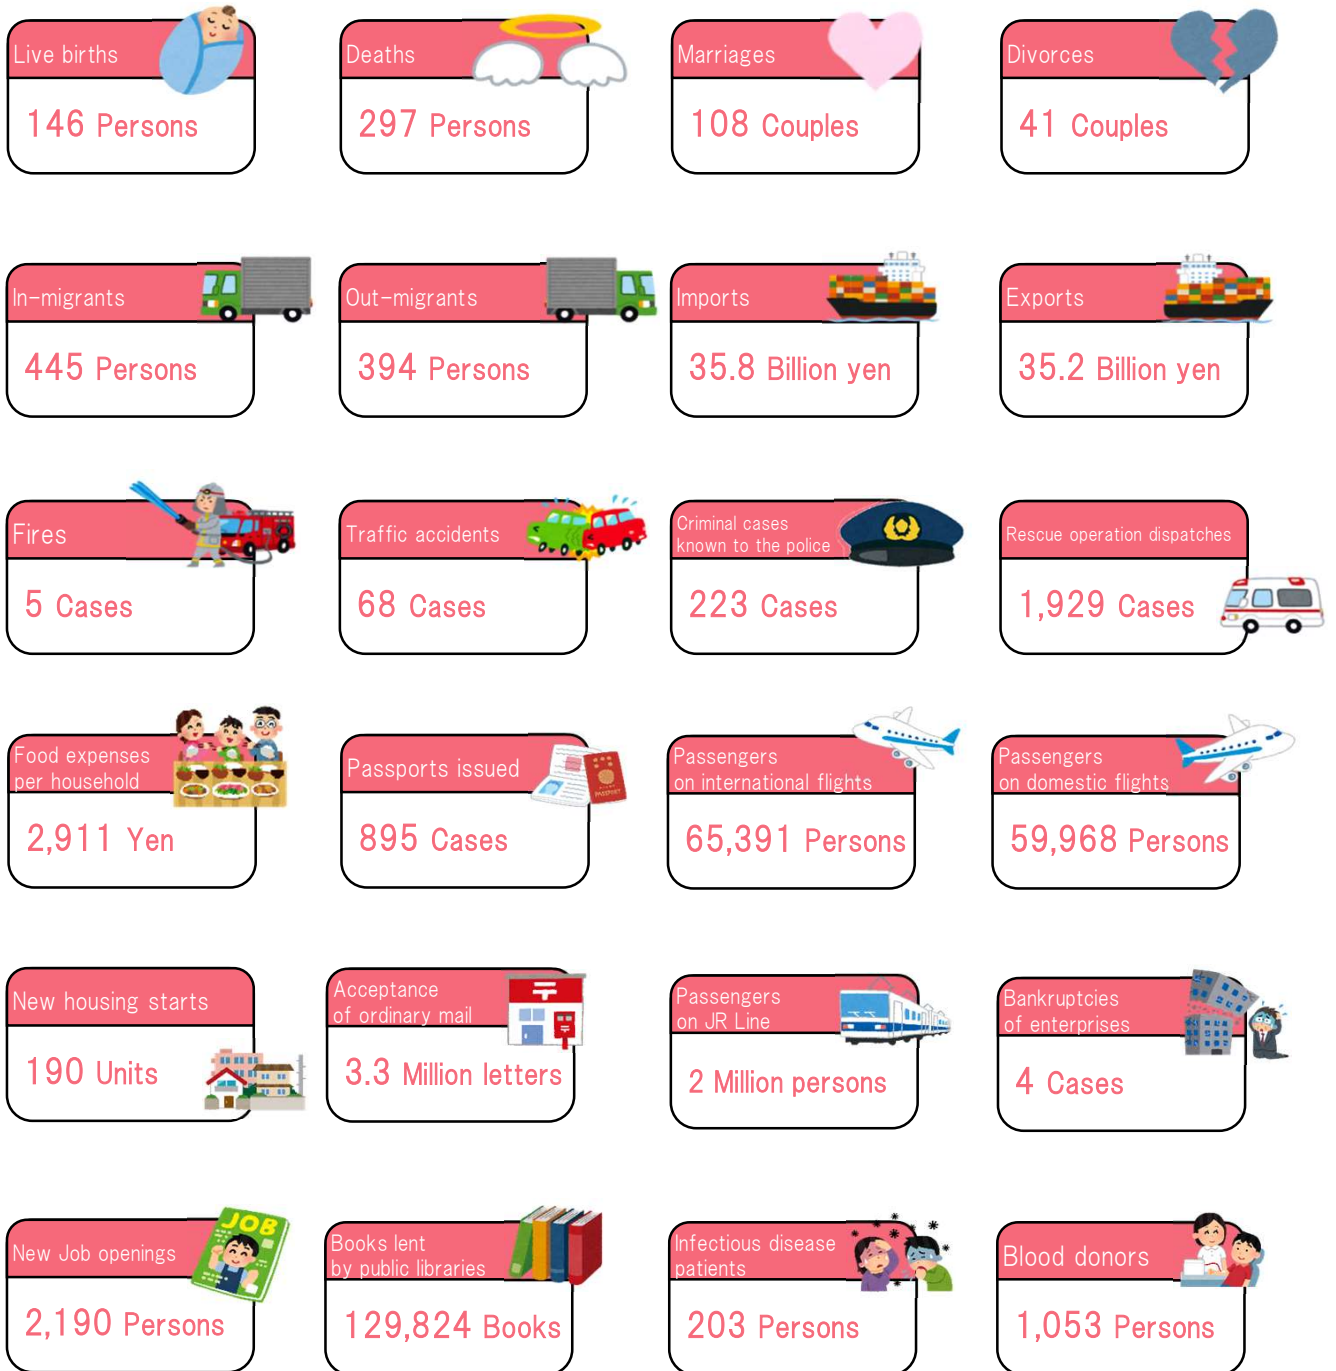 Live births
146 Persons
Deaths
297 Persons
Marriages
108 Couples
Divorces
41 Couples
In-migrants
445 Persons
Out-migrants
394 Persons
Imports
35.8 Billion yen
Exports
35.2 Billion yen
Fires
5 Cases
Traffic accidents
68 Cases
Criminal cases
known to the police
223 Cases
Rescue operation dispatches
1,929 Cases
Food expenses
per household
2,911 Yen
Passports issued
PASSPORT
895 Cases
Passengers
on international flights
65,391 Persons
Passengers
on domestic flights
59,968 Persons
New housing starts
190 Units
Acceptance
of ordinary mail
3.3 Million letters
Passengers
on JR Line
2 Million persons
Bankruptcies
of enterprises
4 Cases
New Job openings
JOB
2,190 Persons
Books lent
by public libraries
129,824 Books
Infectious disease
patients
203 Persons
Blood donors
1,053 Persons